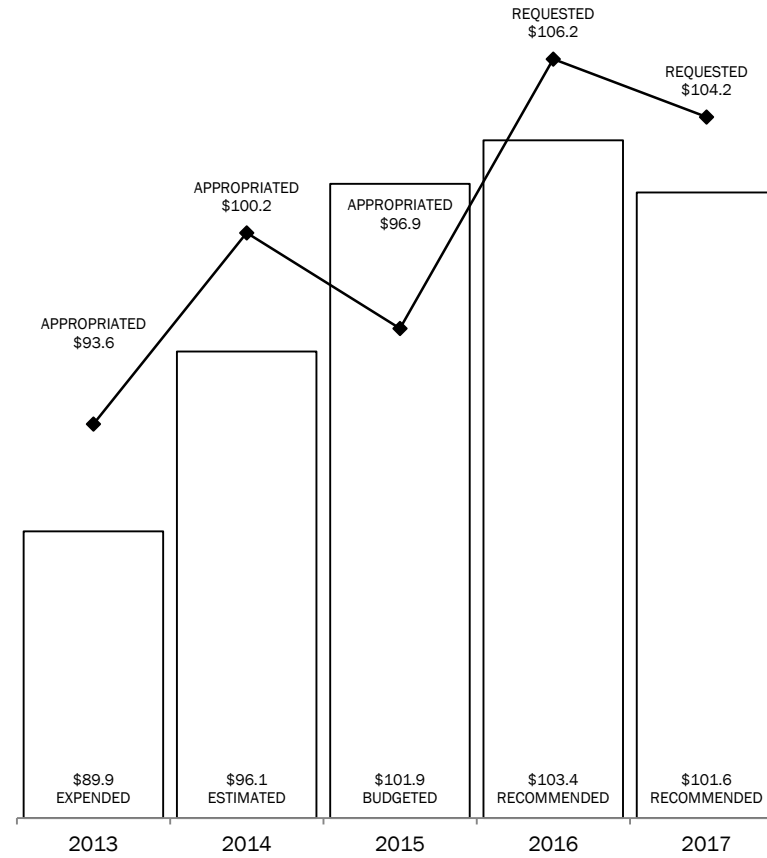 REQUESTED
$106.2
REQUESTED
$104.2
APPROPRIATED
$100.2
APPROPRIATED
$96.9
APPROPRIATED
$93.6
$89.9
EXPENDED
$96.1
ESTIMATED
$101.9
BUDGETED
$103.4
RECOMMENDED
$101.6
RECOMMENDED
2013
2014
2015
2016
2017